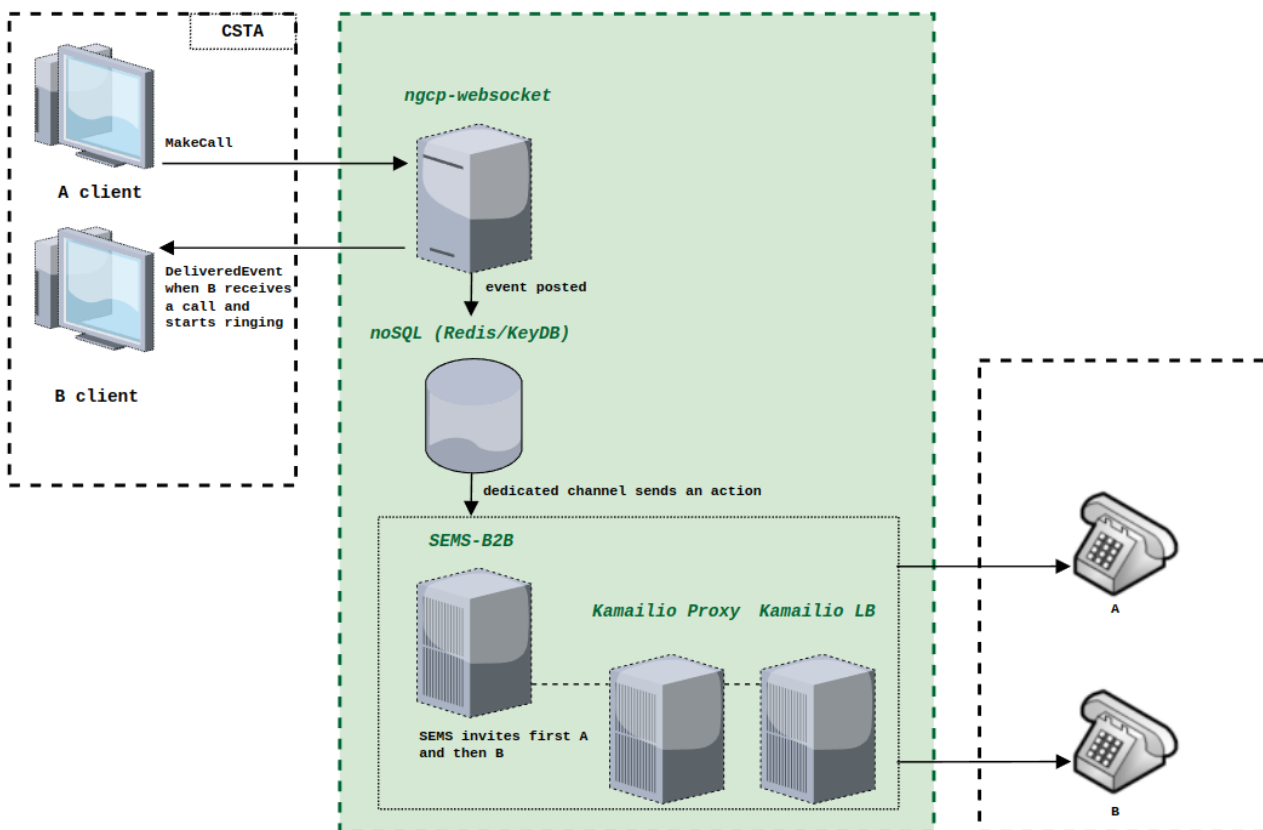 CSTA
ngcp-websocket
MakeCall
A client
DeliveredEvent
when B receives
a call and
starts ringing
B client
event posted
noSQL (Redis/KeyDB)
dedicated channel sends an action
SEMS-B2B
Kamailio Proxy
Kamailio LB
SEMS invites first A
and then B
A
B